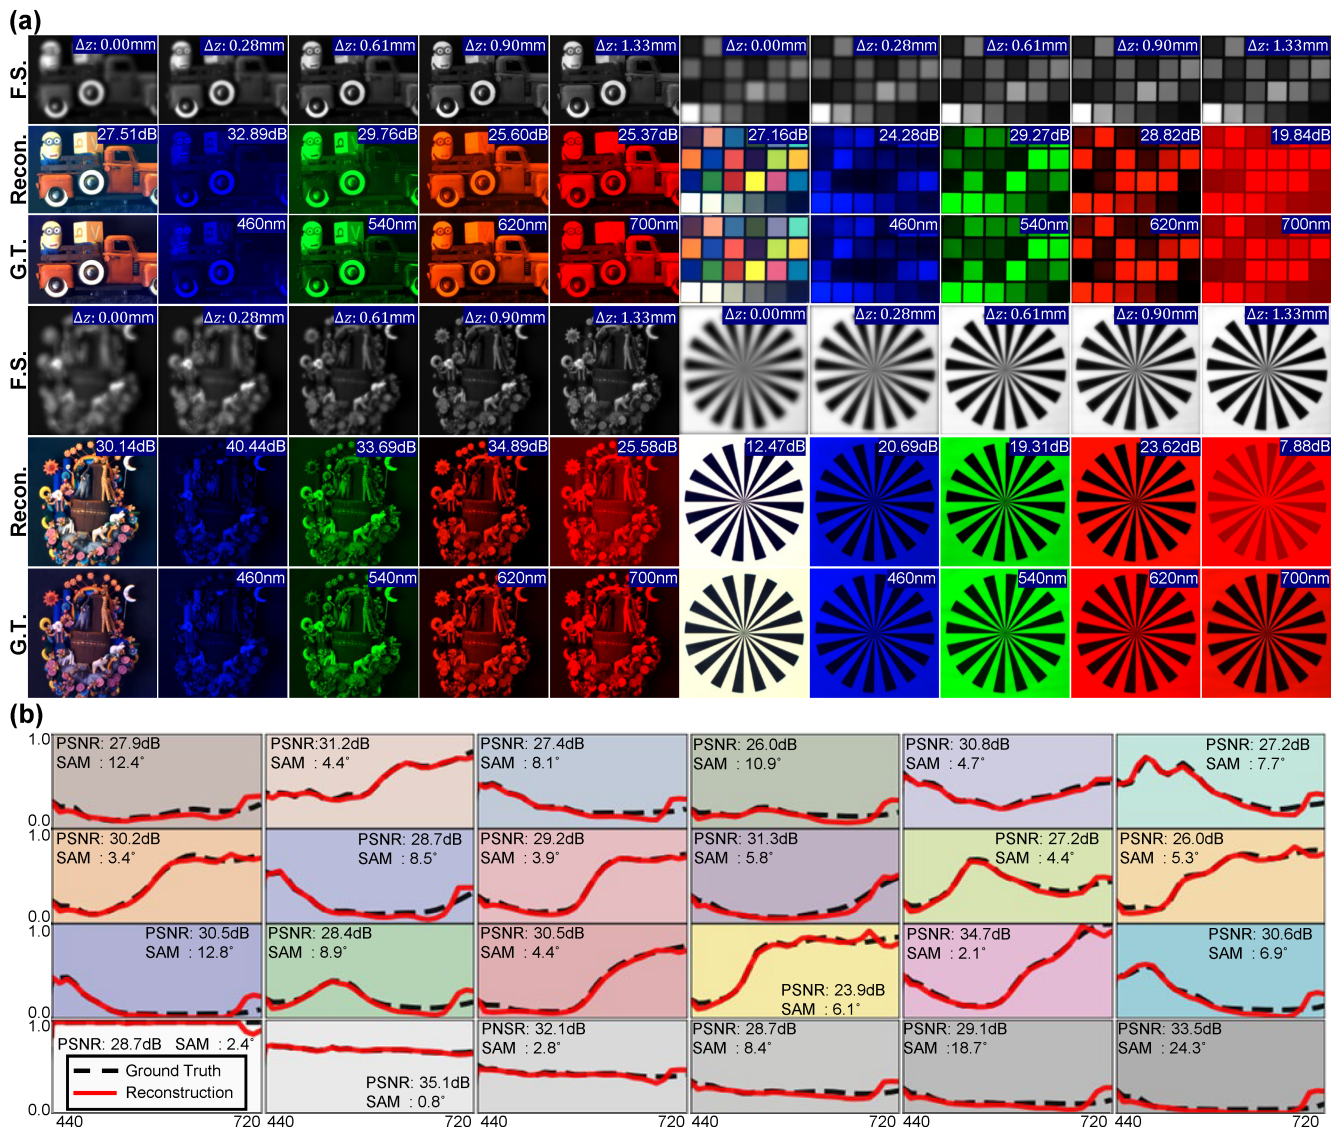 (a)
F.S.
Δz: 0.00mm Δz: 0.28mm Δz: 0.61mm Δz: 0.90mm Δz: 1.33mm Δz: 0.00mm Δz: 0.28mm Δz: 0.61mm Δz: 0.90mm Δz: 1.33mm
Recon.
27.51dB 32.89dB 29.76dB 25.60dB 25.37dB 27.16dB 24.28dB 29.27dB 28.82dB 19.84dB
G.T.
460nm 540nm 620nm 700nm 460nm 540nm 620nm 700nm
F.S.
Δz: 0.00mm Δz: 0.28mm Δz: 0.61mm Δz: 0.90mm Δz: 1.33mm Δz: 0.00mm Δz: 0.28mm Δz: 0.61mm Δz: 0.90mm Δz: 1.33mm
Recon.
30.14dB 40.44dB 33.69dB 34.89dB 25.58dB 12.47dB 20.69dB 19.31dB 23.62dB 7.88dB
G.T.
460nm 540nm 620nm 700nm 460nm 540nm 620nm 700nm
(b)
1.0
PSNR: 27.9dB PSNR:31.2dB PSNR: 27.4dB PSNR: 26.0dB PSNR: 30.8dB PSNR: 27.2dB
SAM : 12.4˚ SAM : 4.4˚ SAM : 8.1˚ SAM : 10.9˚ SAM : 4.7˚ SAM : 7.7˚
0.0
1.0
PSNR: 30.2dB PSNR: 28.7dB PSNR: 29.2dB PSNR: 31.3dB PSNR: 27.2dB PSNR: 26.0dB
SAM : 3.4˚ SAM : 8.5˚ SAM : 3.9˚ SAM : 5.8˚ SAM : 4.4˚ SAM : 5.3˚
0.0
1.0
PSNR: 30.5dB PSNR: 28.4dB PSNR: 30.5dB PSNR: 23.9dB PSNR: 34.7dB PSNR: 30.6dB
SAM : 12.8˚ SAM : 8.9˚ SAM : 4.4˚ SAM : 6.1˚ SAM : 2.1˚ SAM : 6.9˚
0.0
1.0
PSNR: 28.7dB SAM : 2.4˚ PSNR: 35.1dB PNSR: 32.1dB PSNR: 28.7dB PSNR: 29.1dB PSNR: 33.5dB
SAM : 0.8˚ SAM : 2.8˚ SAM : 8.4˚ SAM :18.7˚ SAM : 24.3˚
Ground Truth
Reconstruction
0.0
440 720 440 720 440 720 440 720 440 720 440 720